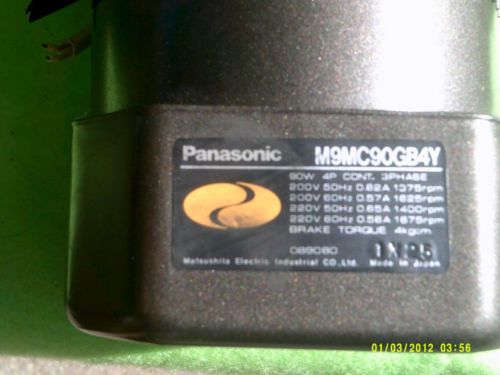 Panasonic M9MC90GB4Y
90W 4P CONT. 3PHASE
200V 50Hz 0.62A 1375rpm
200V 60Hz 0.57A 1625rpm
220V 50Hz 0.65A 1400rpm
220V 60Hz 0.56A 1675rpm
BRAKE TORQUE 4kgcm
089080
Matsushita Electric Industrial CO.,Ltd. Made in Japan
01/03/2012 03:56